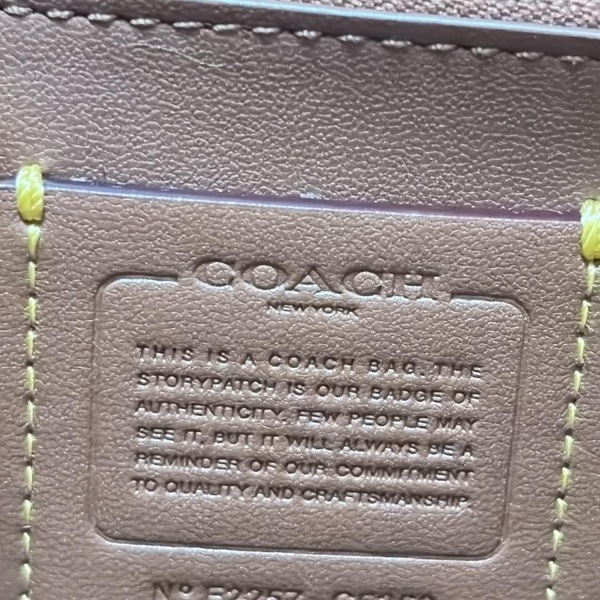 COACH
NEW YORK
THIS IS A COACH BAG. THE
STORYPATCH IS OUR BADGE OF
AUTHENTICITY. FEW PEOPLE MAY
SEE IT, BUT IT WILL ALWAYS BE A
REMINDER OF OUR COMMITMENT
TO QUALITY AND CRAFTSMANSHIP.
Nº